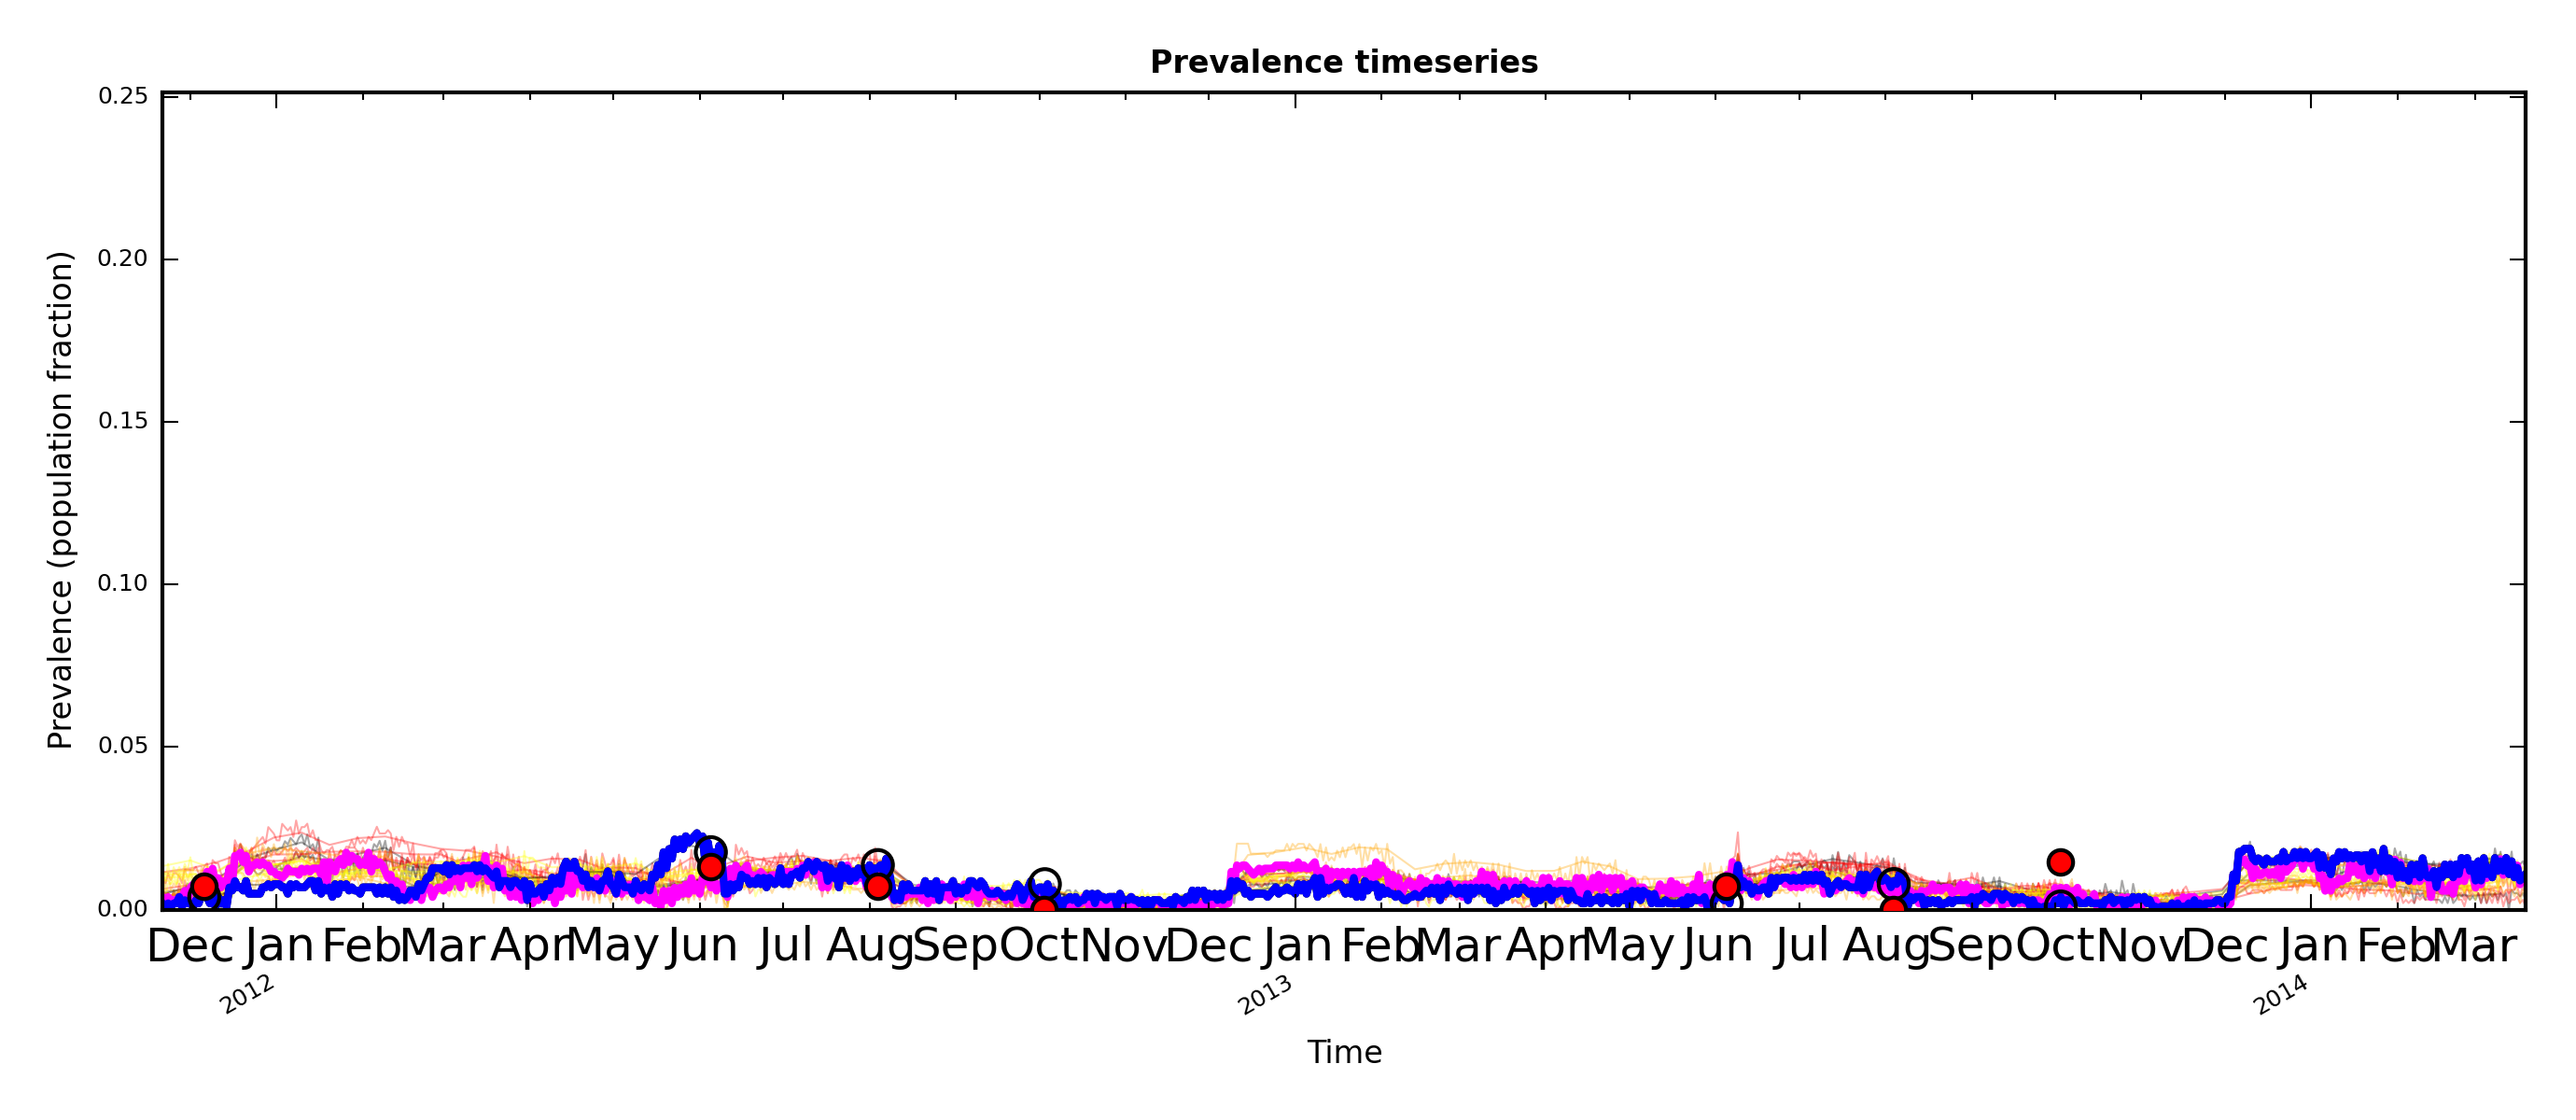 Prevalence timeseries
0.25
0.20
0.15
0.10
0.05
0.00
Prevalence (population fraction)
Dec Jan Feb Mar Apr May Jun Jul Aug Sep Oct Nov Dec Jan Feb Mar Apr May Jun Jul Aug Sep Oct Nov Dec Jan Feb Mar
2012 2013 2014
Time